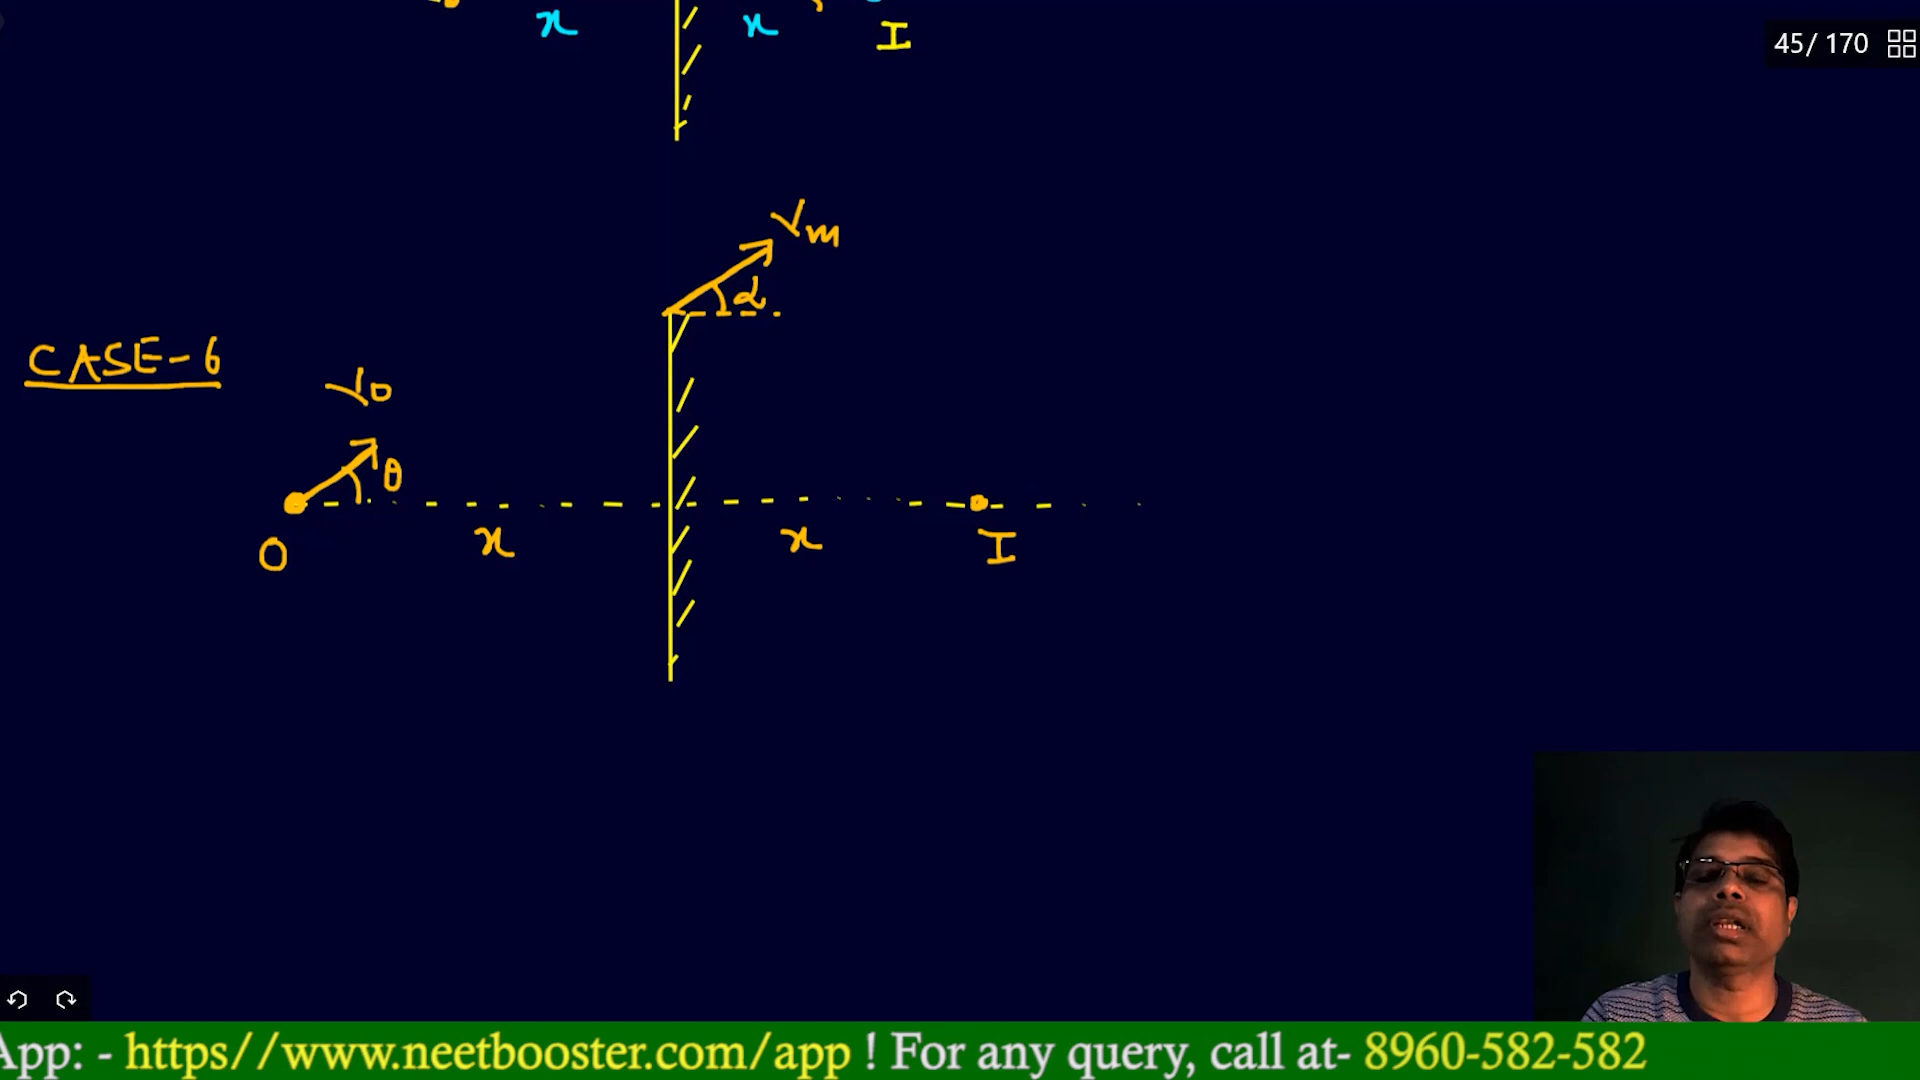 x x I
45/ 170
Vm
α
CASE-6
Vo
θ
x x
O I
App: - https//www.neetbooster.com/app ! For any query, call at- 8960-582-582